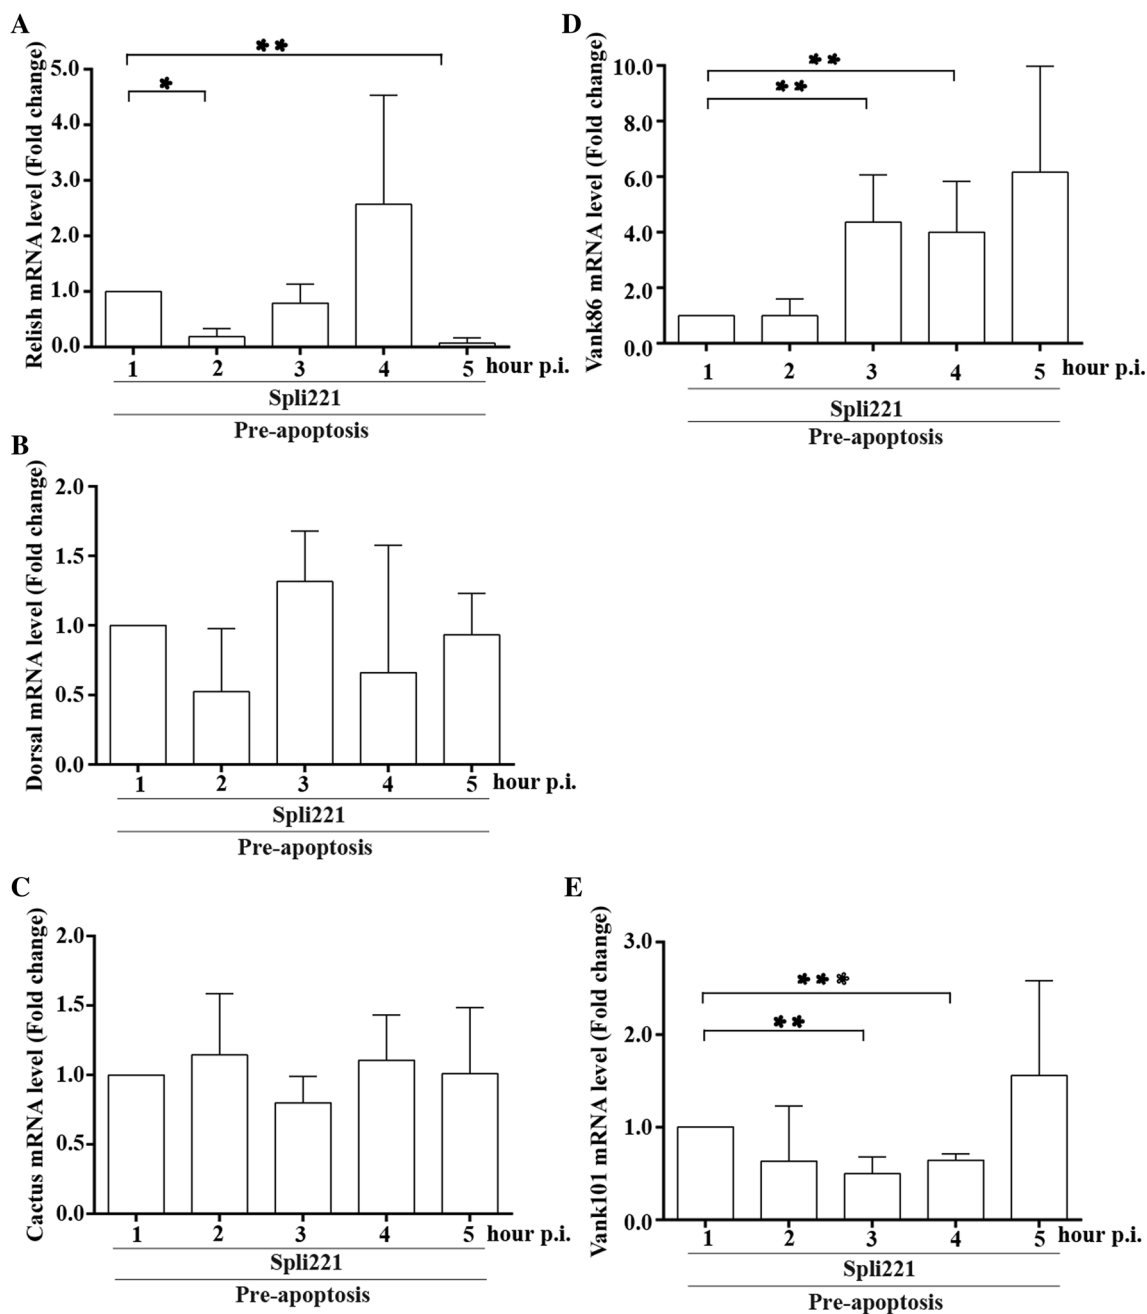 A
Relish mRNA level (Fold change)
5.0
4.0
3.0
2.0
1.0
0.0
**
*
1 2 3 4 5 hour p.i.
Spli221
Pre-apoptosis
B
Dorsal mRNA level (Fold change)
2.0
1.5
1.0
0.5
0.0
1 2 3 4 5 hour p.i.
Spli221
Pre-apoptosis
C
Cactus mRNA level (Fold change)
2.0
1.5
1.0
0.5
0.0
1 2 3 4 5 hour p.i.
Spli221
Pre-apoptosis
D
Vank86 mRNA level (Fold change)
10.0
8.0
6.0
4.0
2.0
0.0
**
**
1 2 3 4 5 hour p.i.
Spli221
Pre-apoptosis
E
Vank101 mRNA level (Fold change)
3.0
2.0
1.0
0.0
***
**
1 2 3 4 5 hour p.i.
Spli221
Pre-apoptosis